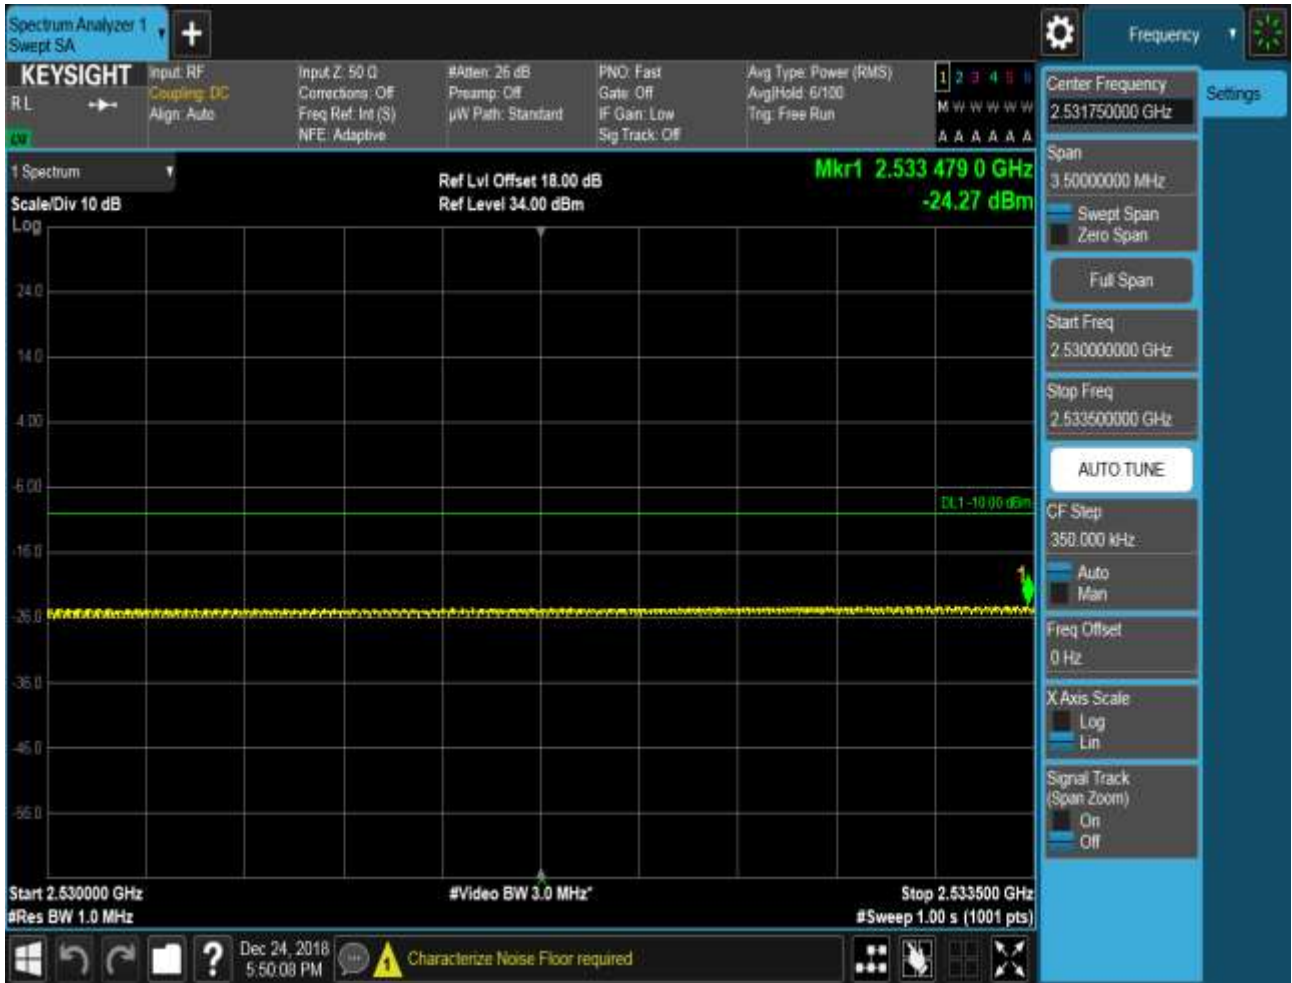 Spectrum Analyzer 1
Swept SA
+
Frequency
KEYSIGHT
RL
LW
Input: RF
Coupling: DC
Align: Auto
Input Z: 50 Ω
Corrections: Off
Freq Ref: Int (S)
NFE: Adaptive
#Atten: 26 dB
Preamp: Off
µW Path: Standard
PNO: Fast
Gate: Off
IF Gain: Low
Sig Track: Off
Avg Type: Power (RMS)
Avg|Hold: 6/100
Trig: Free Run
1 2 3 4 5 6
M W W W W W
A A A A A A
1 Spectrum
Scale/Div 10 dB
Log
Ref Lvl Offset 18.00 dB
Ref Level 34.00 dBm
Mkr1 2.533 479 0 GHz
-24.27 dBm
24.0
14.0
4.00
-6.00
-16.0
-26.0
-36.0
-46.0
-56.0
DL1 -10.00 dBm
1
Start 2.530000 GHz
#Res BW 1.0 MHz
#Video BW 3.0 MHz*
Stop 2.533500 GHz
#Sweep 1.00 s (1001 pts)
Center Frequency
2.531750000 GHz
Settings
Span
3.50000000 MHz
Swept Span
Zero Span
Full Span
Start Freq
2.530000000 GHz
Stop Freq
2.533500000 GHz
AUTO TUNE
CF Step
350.000 kHz
Auto
Man
Freq Offset
0 Hz
X Axis Scale
Log
Lin
Signal Track
(Span Zoom)
On
Off
?
Dec 24, 2018
5:50:08 PM
1
Characterize Noise Floor required